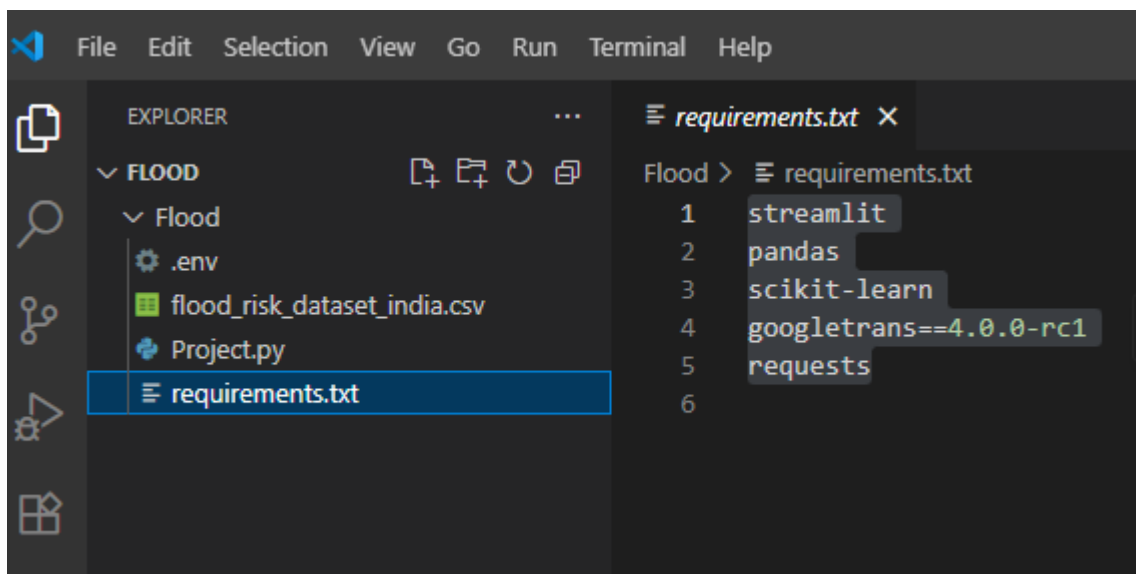 File Edit Selection View Go Run Terminal Help
EXPLORER ...
FLOOD
Flood
.env
flood_risk_dataset_india.csv
Project.py
requirements.txt
requirements.txt
Flood > requirements.txt
1 streamlit
2 pandas
3 scikit-learn
4 googletrans==4.0.0-rc1
5 requests
6